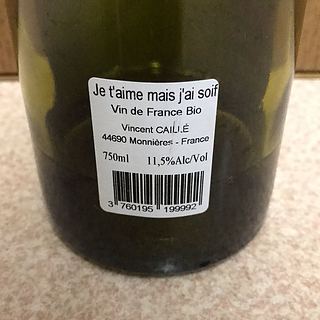 Je t'aime mais j'ai soif
Vin de France Bio
Vincent CAILLÉ
44690 Monnières - France
750ml 11,5%Alc/Vol
3 760195 199992